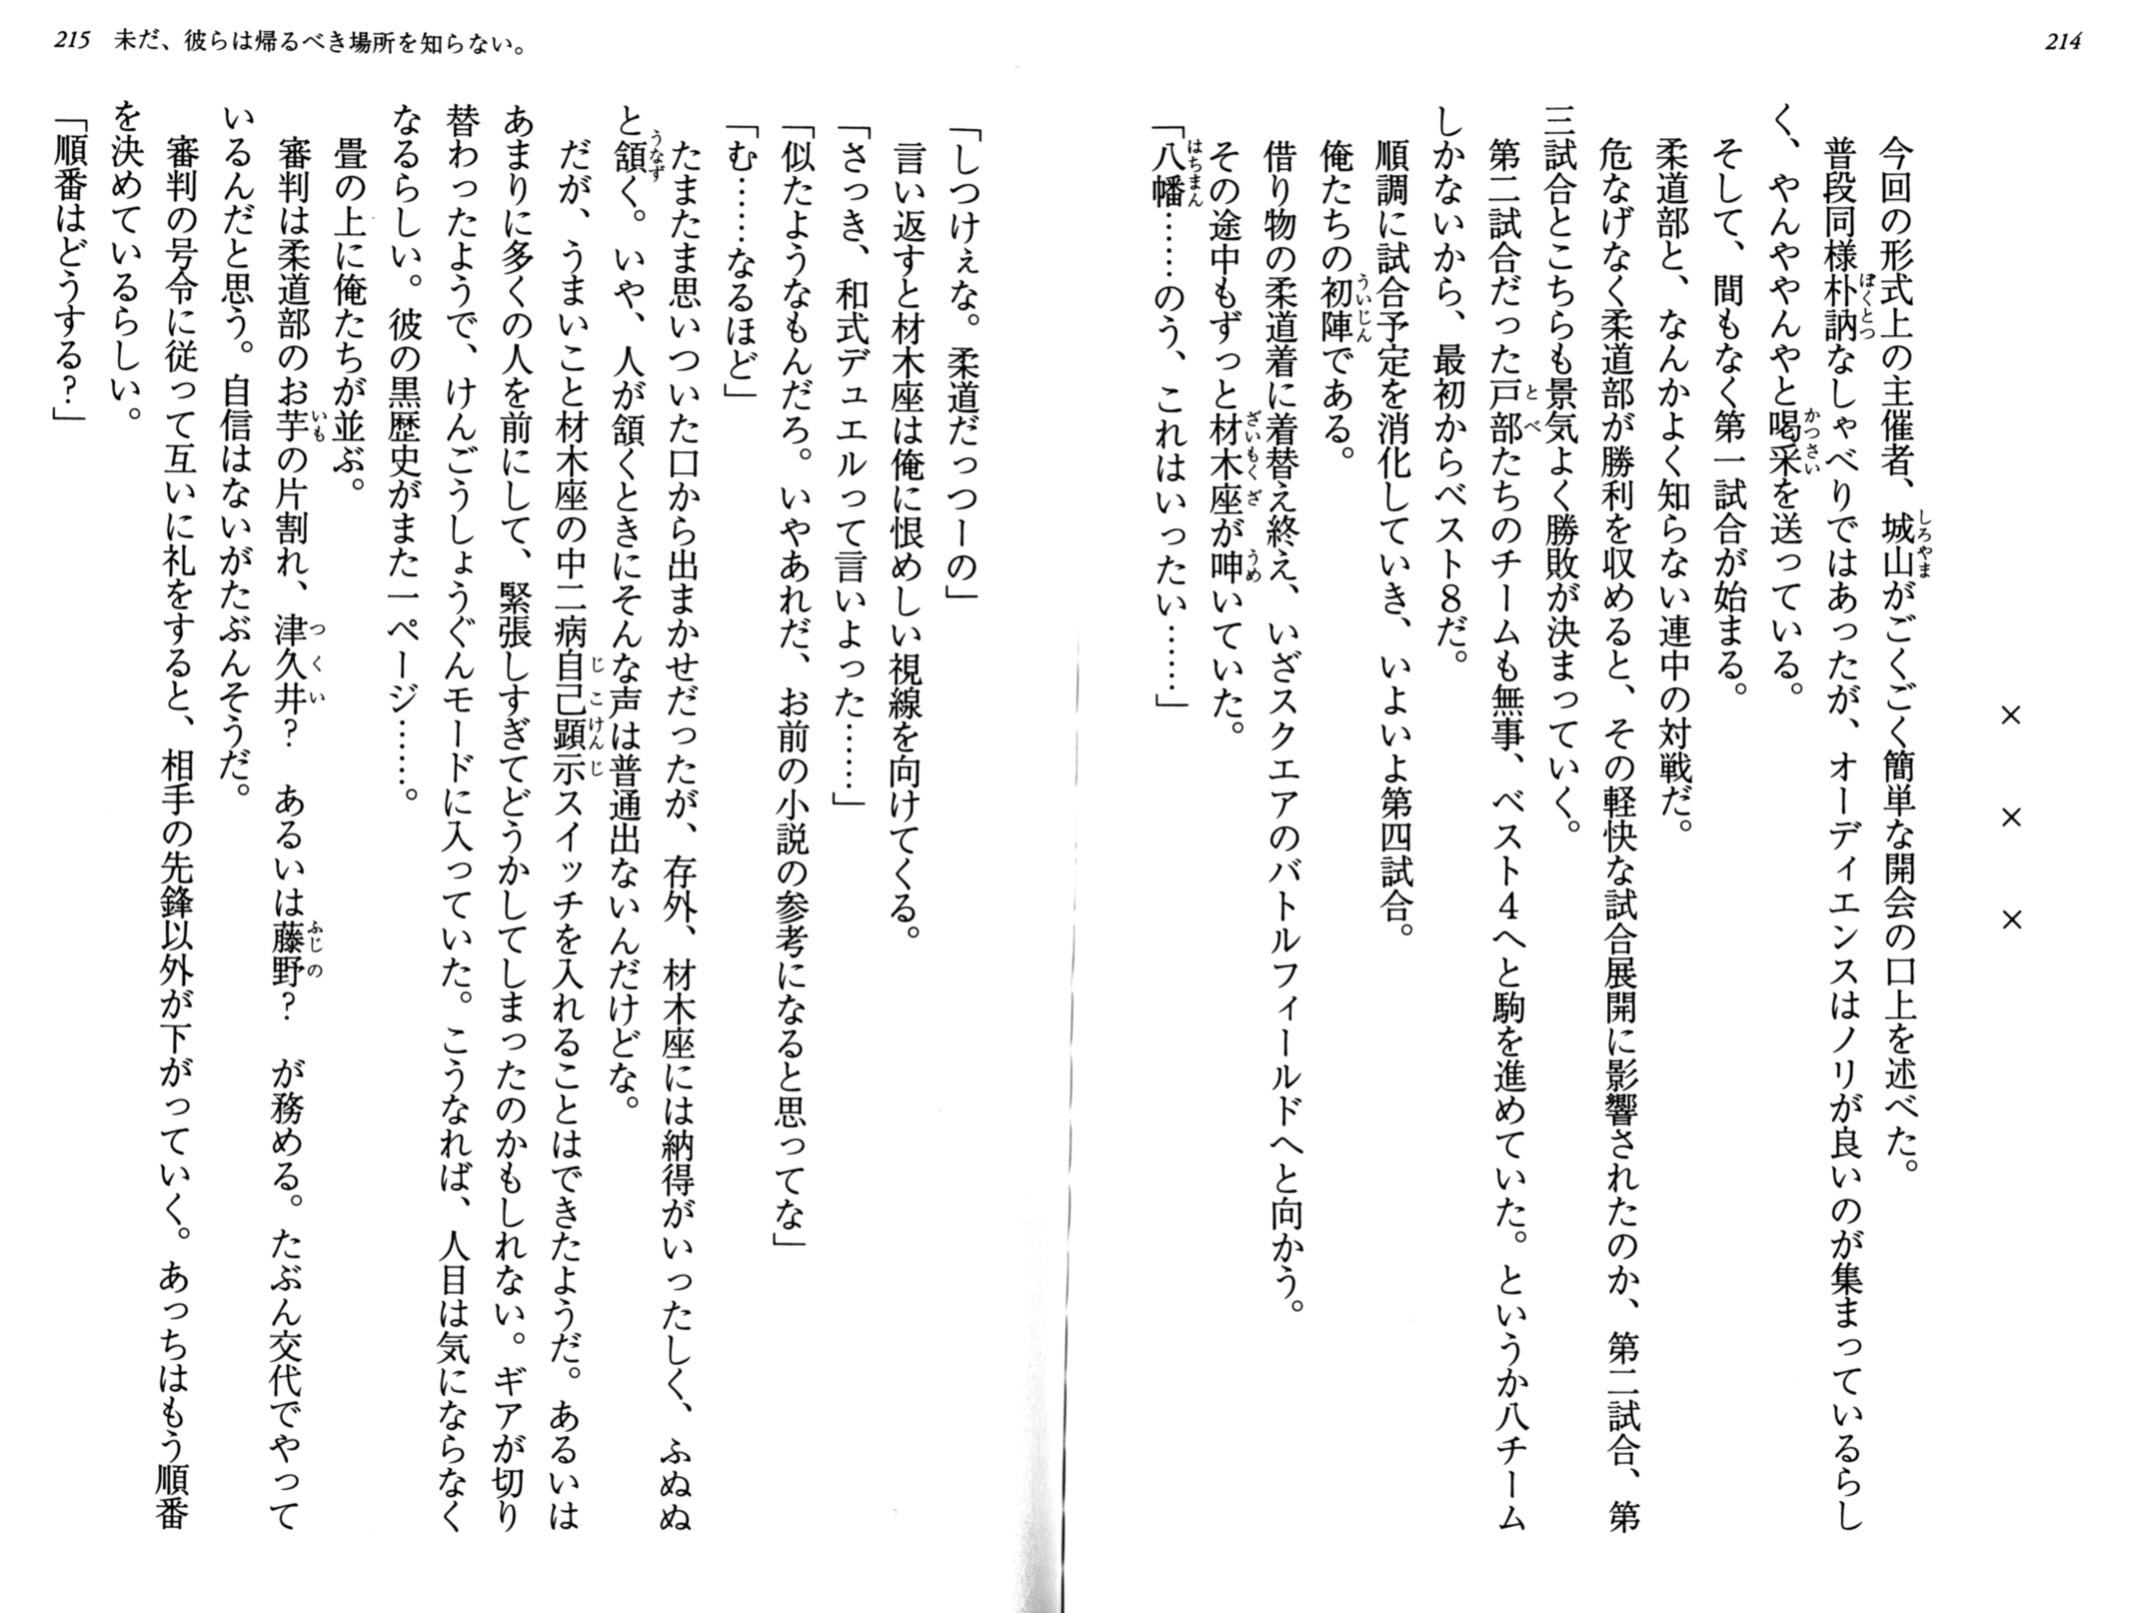 214
× × ×
今回の形式上の主催者、城山がごくごく簡単な開会の口上を述べた。
普段同様朴訥なしゃべりではあったが、オーディエンスはノリが良いのが集まっているらし
く、やんややんやと喝采を送っている。
そして、間もなく第一試合が始まる。
柔道部と、なんかよく知らない連中の対戦だ。
危なげなく柔道部が勝利を収めると、その軽快な試合展開に影響されたのか、第二試合、第
三試合とこちらも景気よく勝敗が決まっていく。
第二試合だった戸部たちのチームも無事、ベスト4へと駒を進めていた。というか八チーム
しかないから、最初からベスト8だ。
順調に試合予定を消化していき、いよいよ第四試合。
俺たちの初陣である。
借り物の柔道着に着替え終え、いざスクエアのバトルフィールドへと向かう。
その途中もずっと材木座が呻いていた。
「八幡……のう、これはいったい……」
215 未だ、彼らは帰るべき場所を知らない。
「しつけぇな。柔道だっつーの」
言い返すと材木座は俺に恨めしい視線を向けてくる。
「さっき、和式デュエルって言いよった……」
「似たようなもんだろ。いやあれだ、お前の小説の参考になると思ってな」
「む……なるほど」
たまたま思いついた口から出まかせだったが、存外、材木座には納得がいったしく、ふぬぬ
と頷く。いや、人が頷くときにそんな声は普通出ないんだけどな。
だが、うまいこと材木座の中二病自己顕示スイッチを入れることはできたようだ。あるいは
あまりに多くの人を前にして、緊張しすぎてどうかしてしまったのかもしれない。ギアが切り
替わったようで、けんごうしょうぐんモードに入っていた。こうなれば、人目は気にならなく
なるらしい。彼の黒歴史がまた一ページ……。
畳の上に俺たちが並ぶ。
審判は柔道部のお芋の片割れ、津久井? あるいは藤野? が務める。たぶん交代でやって
いるんだと思う。自信はないがたぶんそうだ。
審判の号令に従って互いに礼をすると、相手の先鋒以外が下がっていく。あっちはもう順番
を決めているらしい。
「順番はどうする?」